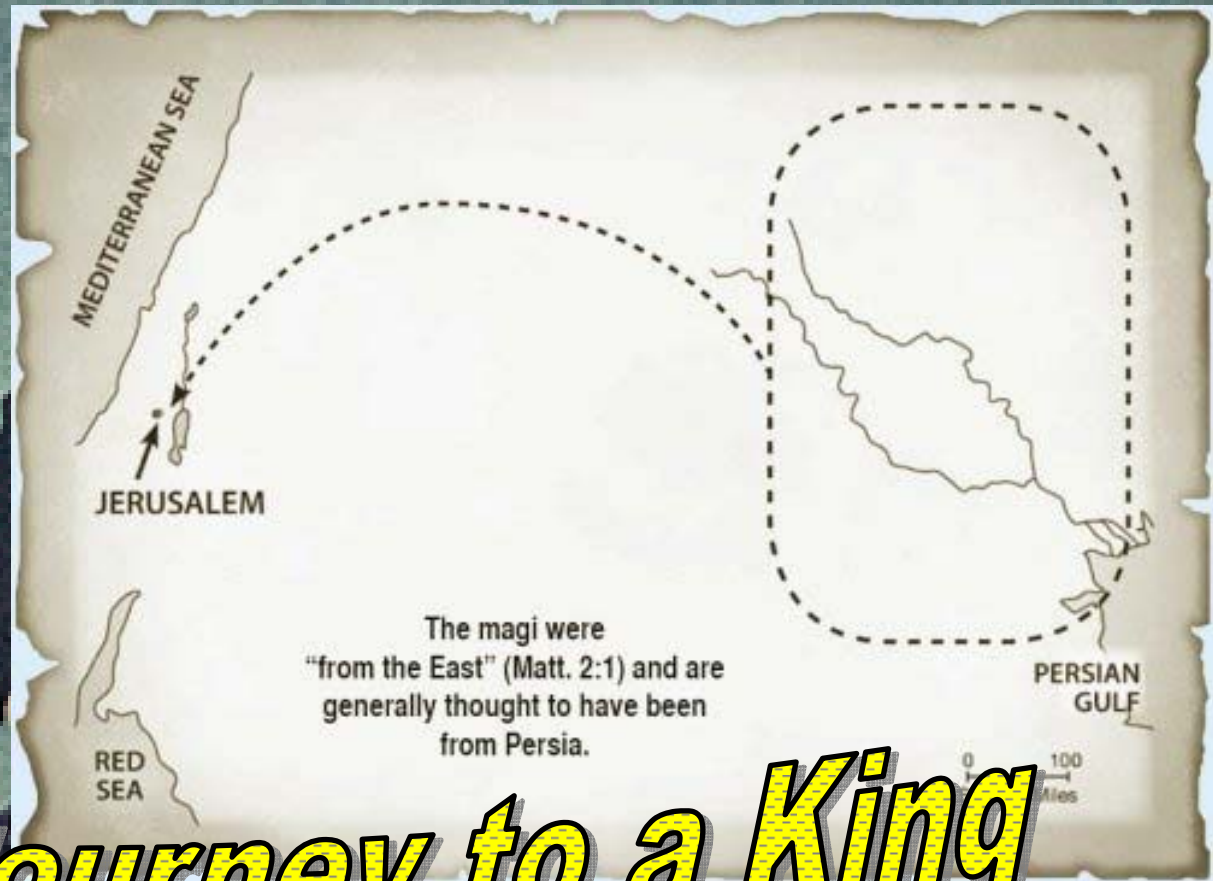 MEDITERRANEAN SEA
JERUSALEM
The magi were
“from the East” (Matt. 2:1) and are
generally thought to have been
from Persia.
PERSIAN
GULF
RED
SEA
0 100
Miles
Journey to a King